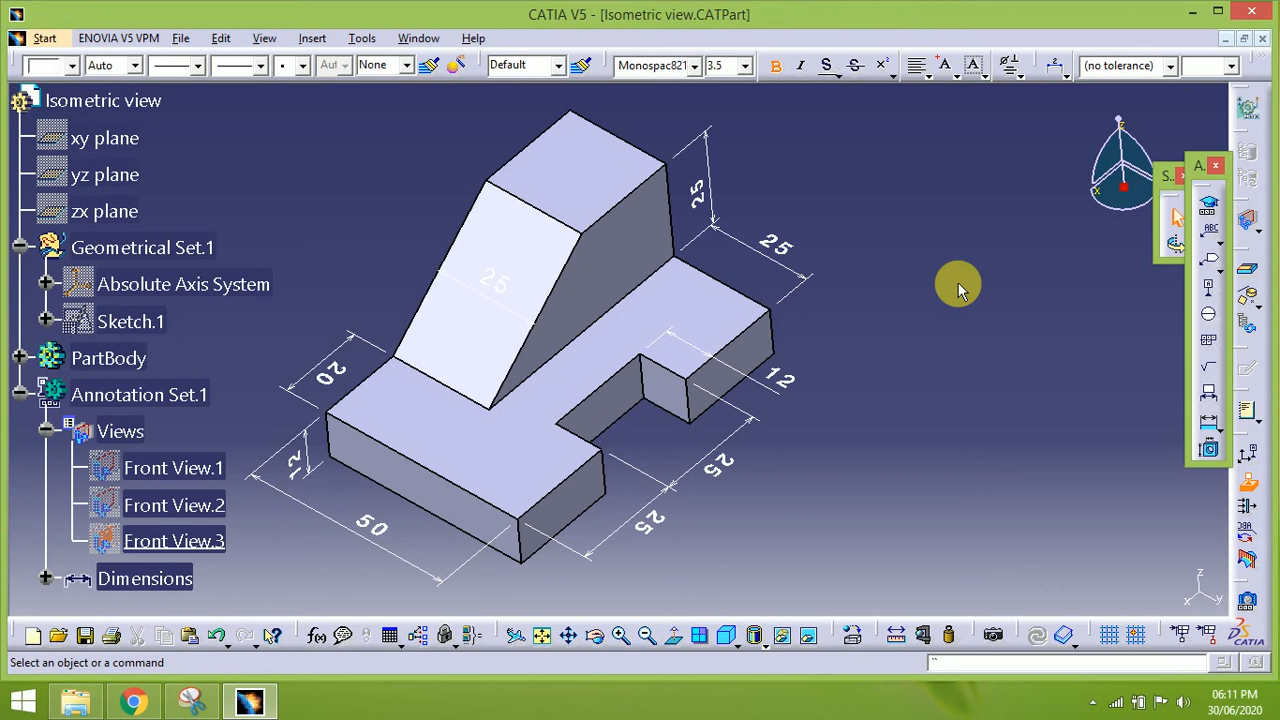 CATIA V5 - [Isometric view.CATPart]
Start ENOVIA V5 VPM File Edit View Insert Tools Window Help
Auto Aut None Default Monospac821 3.5 B I S S (no tolerance)
Isometric view
xy plane
yz plane
zx plane
Geometrical Set.1
Absolute Axis System
Sketch.1
PartBody
Annotation Set.1
Views
Front View.1
Front View.2
Front View.3
Dimensions
25
25
25
20
12
12
25
25
50
z
x
z
x y
S..
A..
f(x)
CATIA
Select an object or a command
``
06:11 PM
30/06/2020